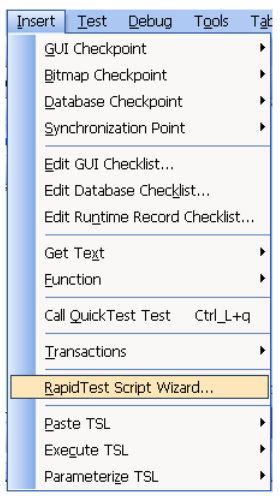 Insert Test Debug Tools Tab
GUI Checkpoint
Bitmap Checkpoint
Database Checkpoint
Synchronization Point
Edit GUI Checklist...
Edit Database Checklist...
Edit Runtime Record Checklist...
Get Text
Function
Call QuickTest Test Ctrl_L+q
Transactions
RapidTest Script Wizard...
Paste TSL
Execute TSL
Parameterize TSL